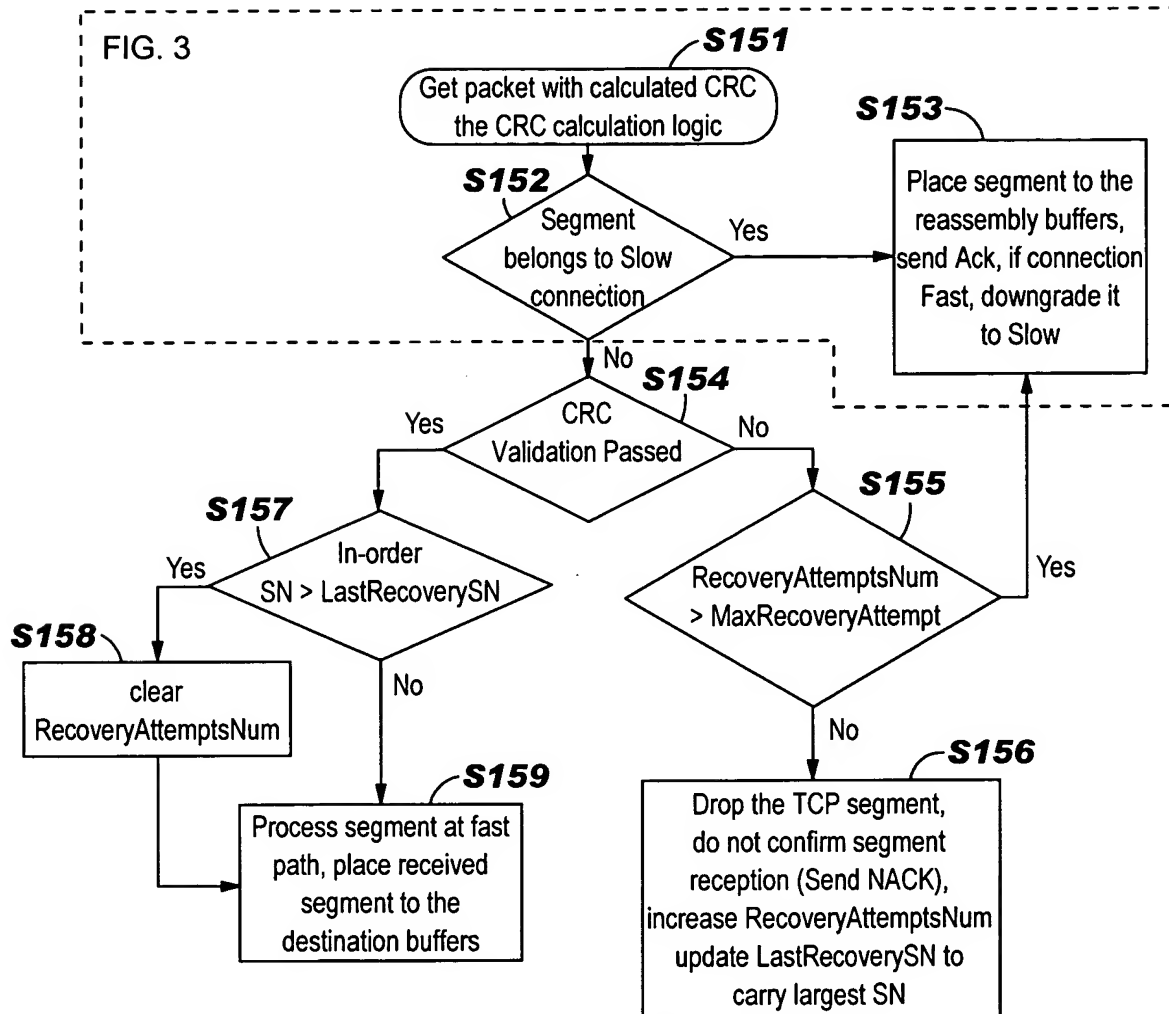 FIG. 3
S151
Get packet with calculated CRC
the CRC calculation logic
S152
Segment
belongs to Slow
connection
Yes
S153
Place segment to the
reassembly buffers,
send Ack, if connection
Fast, downgrade it
to Slow
No
S154
CRC
Validation Passed
Yes
No
S157
In-order
SN > LastRecoverySN
Yes
No
S155
RecoveryAttemptsNum
> MaxRecoveryAttempt
Yes
No
S158
clear
RecoveryAttemptsNum
S159
Process segment at fast
path, place received
segment to the
destination buffers
S156
Drop the TCP segment,
do not confirm segment
reception (Send NACK),
increase RecoveryAttemptsNum
update LastRecoverySN to
carry largest SN